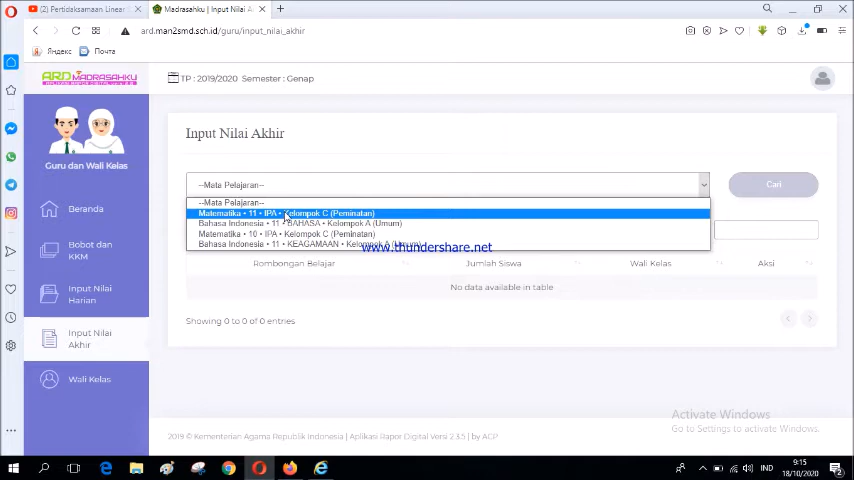 (2) Pertidaksamaan Linear
Madrasahku | Input Nilai A
ard.man2smd.sch.id/guru/input_nilai_akhir
Яндекс
Почта
ARD MADRASAHKU
TP : 2019/2020 Semester : Genap
Guru dan Wali Kelas
Beranda
Bobot dan
KKM
Input Nilai
Harian
Input Nilai
Akhir
Wali Kelas
Input Nilai Akhir
--Mata Pelajaran--
Cari
--Mata Pelajaran--
Matematika • 11 • IPA • Kelompok C (Peminatan)
Bahasa Indonesia • 11 • BAHASA • Kelompok A (Umum)
Matematika • 10 • IPA • Kelompok C (Peminatan)
Bahasa Indonesia • 11 • KEAGAMAAN • Kelompok A (Umum)
www.thundershare.net
Rombongan Belajar
Jumlah Siswa
Wali Kelas
Aksi
No data available in table
Showing 0 to 0 of 0 entries
Activate Windows
Go to Settings to activate Windows.
2019 © Kementerian Agama Republik Indonesia | Aplikasi Rapor Digital Versi 2.3.5 | by ACP
IND
9:15
18/10/2020
2